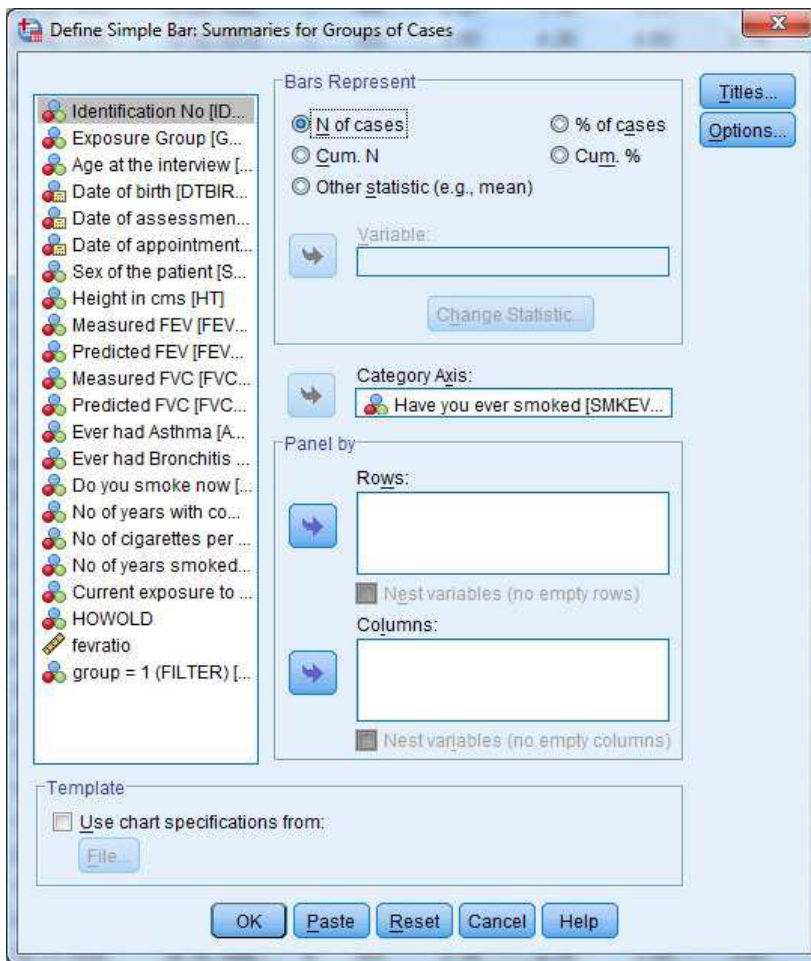 Define Simple Bar: Summaries for Groups of Cases
Identification No [ID...
Exposure Group [G...
Age at the interview [...
Date of birth [DTBIR...
Date of assessmen...
Date of appointment...
Sex of the patient [S...
Height in cms [HT]
Measured FEV [FEV...
Predicted FEV [FEV...
Measured FVC [FVC...
Predicted FVC [FVC...
Ever had Asthma [A...
Ever had Bronchitis ...
Do you smoke now [...
No of years with co...
No of cigarettes per ...
No of years smoked...
Current exposure to ...
HOWOLD
fevratio
group = 1 (FILTER) [...
Bars Represent
N of cases
% of cases
Cum. N
Cum. %
Other statistic (e.g., mean)
Variable:
Change Statistic...
Category Axis:
Have you ever smoked [SMKEV...
Panel by
Rows:
Nest variables (no empty rows)
Columns:
Nest variables (no empty columns)
Titles...
Options...
Template
Use chart specifications from:
File...
OK Paste Reset Cancel Help